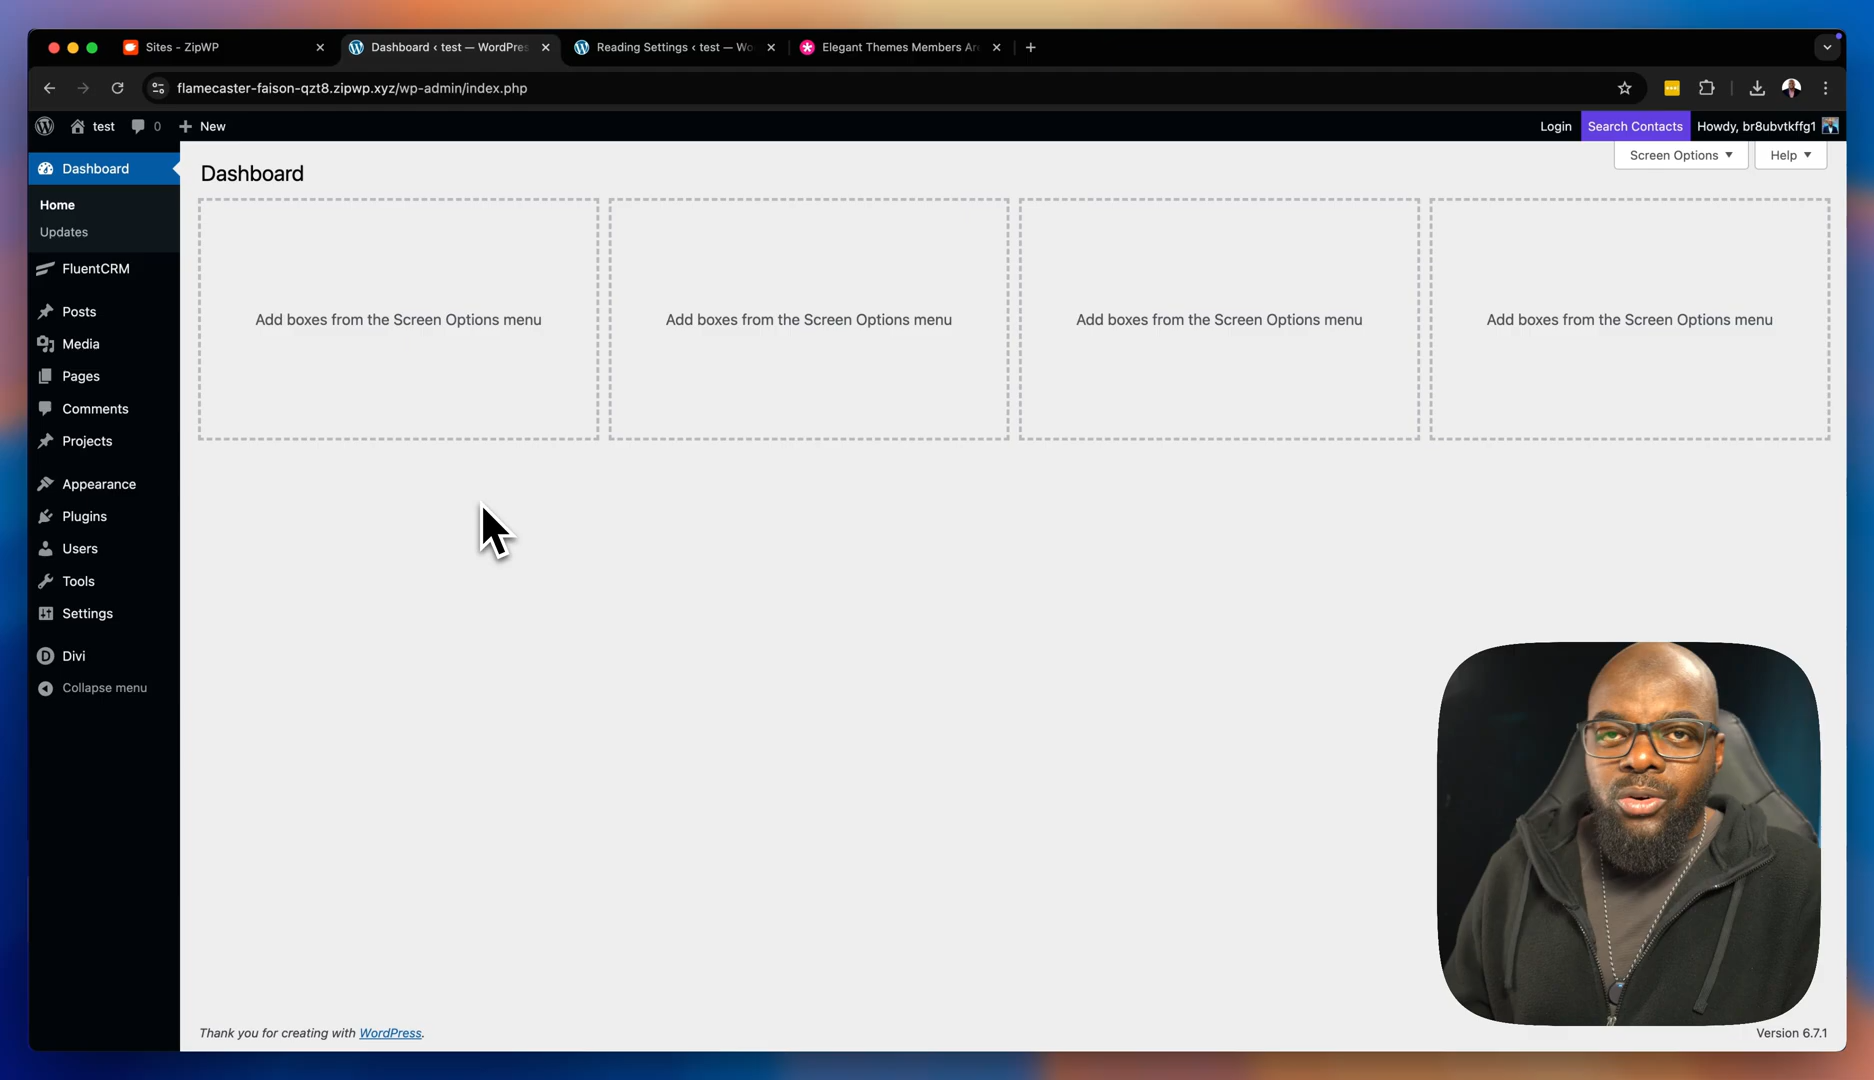 Sites - ZipWP
Dashboard ‹ test — WordPres
Reading Settings ‹ test — Wo
Elegant Themes Members Are
flamecaster-faison-qzt8.zipwp.xyz/wp-admin/index.php
test
0
New
Login
Search Contacts
Howdy, br8ubvtkffg1
Dashboard
Home
Updates
FluentCRM
Posts
Media
Pages
Comments
Projects
Appearance
Plugins
Users
Tools
Settings
Divi
Collapse menu
Dashboard
Screen Options
Help
Add boxes from the Screen Options menu
Add boxes from the Screen Options menu
Add boxes from the Screen Options menu
Add boxes from the Screen Options menu
Thank you for creating with WordPress.
Version 6.7.1